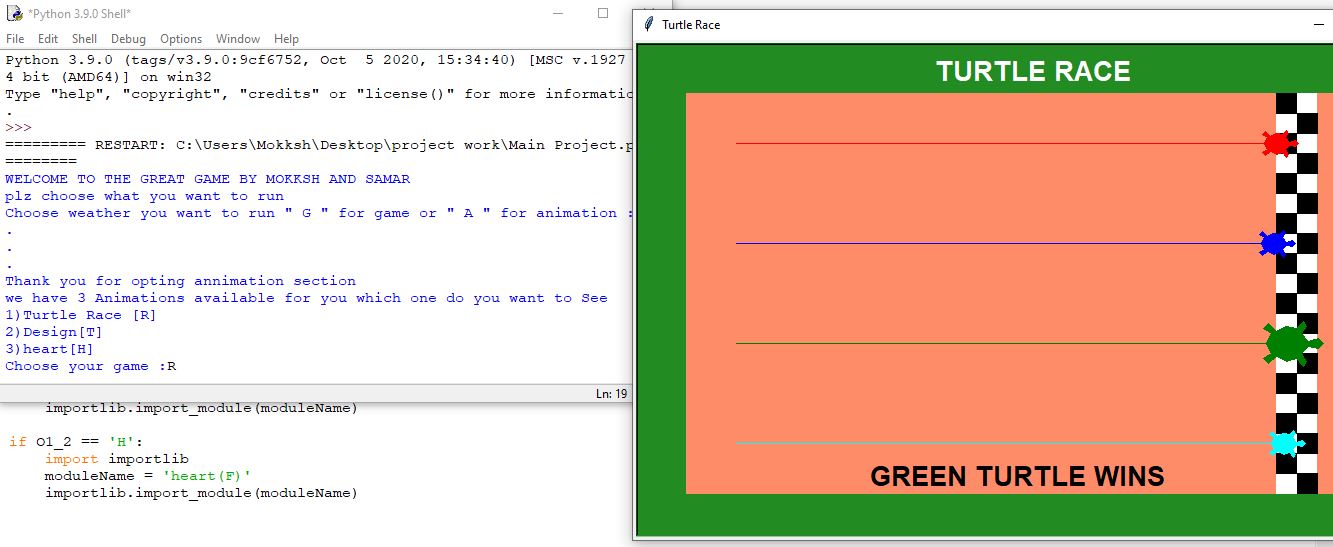 *Python 3.9.0 Shell*
File Edit Shell Debug Options Window Help
Python 3.9.0 (tags/v3.9.0:9cf6752, Oct  5 2020, 15:34:40) [MSC v.1927
4 bit (AMD64)] on win32
Type "help", "copyright", "credits" or "license()" for more informatio
.
>>>
========= RESTART: C:\Users\Mokksh\Desktop\project work\Main Project.p
========
WELCOME TO THE GREAT GAME BY MOKKSH AND SAMAR
plz choose what you want to run
Choose weather you want to run " G " for game or " A " for animation :
.
.
.
Thank you for opting annimation section
we have 3 Animations available for you which one do you want to See
1)Turtle Race [R]
2)Design[T]
3)heart[H]
Choose your game :R
Ln: 19
importlib.import_module(moduleName)
if O1_2 == 'H':
import importlib
moduleName = 'heart(F)'
importlib.import_module(moduleName)
Turtle Race
TURTLE RACE
GREEN TURTLE WINS